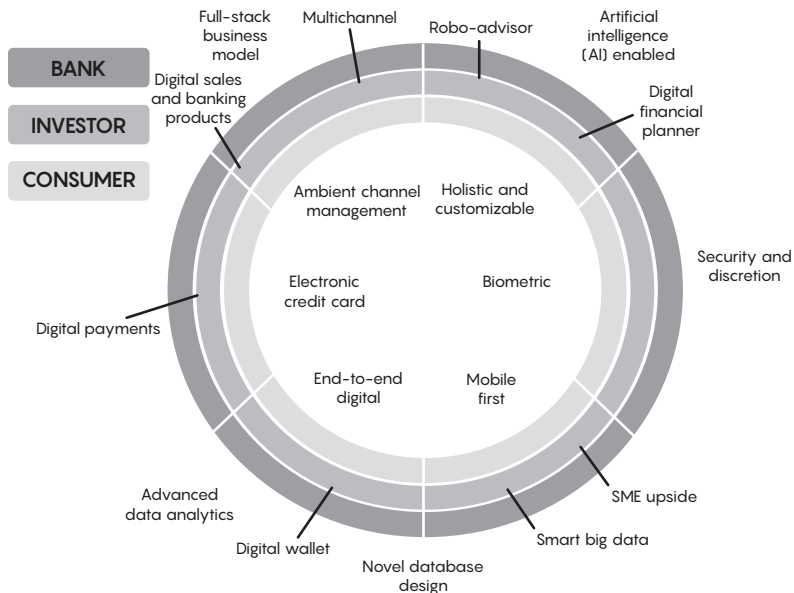 Full-stack
business
model
Multichannel
Robo-advisor
Artificial
intelligence
(AI) enabled
BANK
INVESTOR
CONSUMER
Digital sales
and banking
products
Digital
financial
planner
Ambient channel
management
Holistic and
customizable
Security and
discretion
Electronic
credit card
Biometric
Digital payments
End-to-end
digital
Mobile
first
Advanced
data analytics
SME upside
Digital wallet
Smart big data
Novel database
design